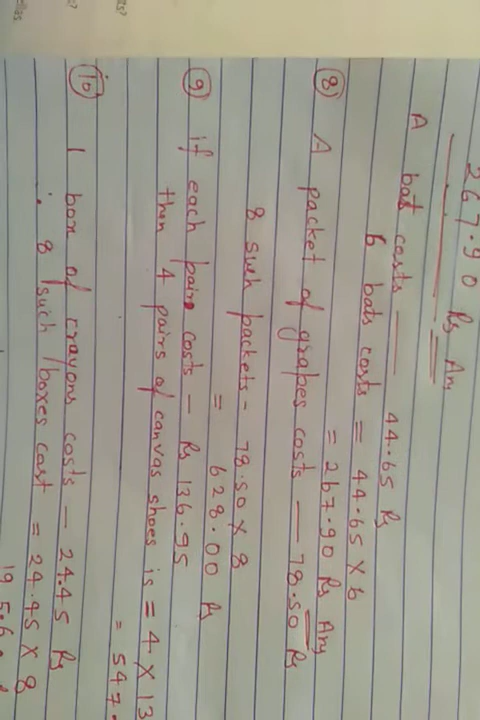 267.90 Rs Ans
A bat costs — 44.65 Rs
6 bats costs = 44.65 x 6
= 267.90 Rs Ans
(8) A packet of grapes costs — 78.50 Rs
8 such packets - 78.50 x 8
= 628.00 Rs
(9) if each pair costs — Rs 136.95
then 4 pairs of canvas shoes is = 4 x 13
= 547.
(10) 1 box of crayons costs — 24.45 Rs
∴ 8 such boxes cost = 24.45 x 8
195.6